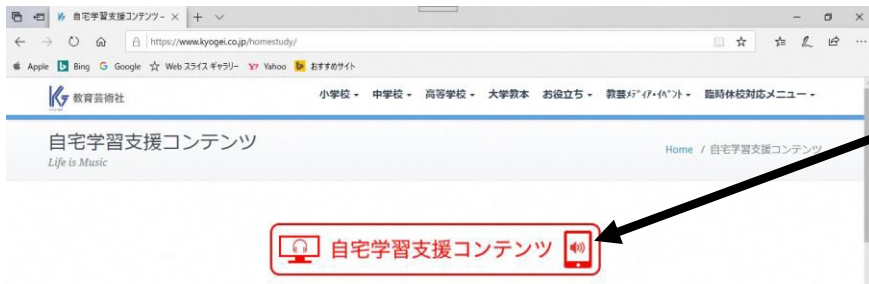 自宅学習支援コンテンツ -
https://www.kyogei.co.jp/homestudy/
Apple Bing Google Web スライス ギャラリー Yahoo おすすめサイト
教育芸術社
小学校 中学校 高等学校 大学教本 お役立ち 教芸メディア・イベント 臨時休校対応メニュー
自宅学習支援コンテンツ
Life is Music
Home / 自宅学習支援コンテンツ
自宅学習支援コンテンツ